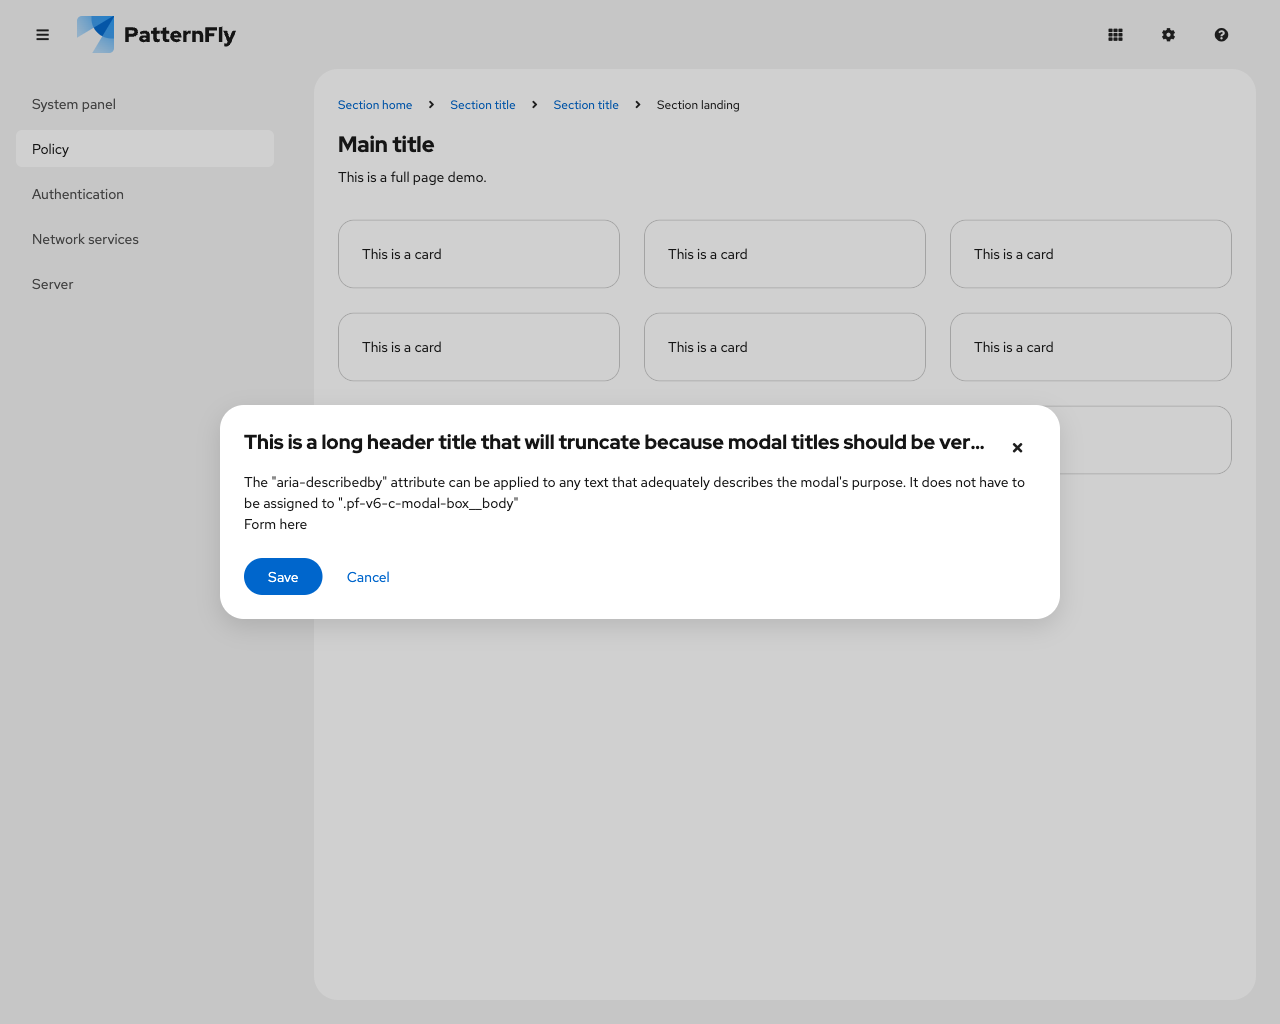 PatternFly
System panel
Policy
Authentication
Network services
Server
Section home
Section title
Section title
Section landing
Main title
This is a full page demo.
This is a card
This is a card
This is a card
This is a card
This is a card
This is a card
This is a long header title that will truncate because modal titles should be ver...
The "aria-describedby" attribute can be applied to any text that adequately describes the modal's purpose. It does not have to
be assigned to ".pf-v6-c-modal-box__body"
Form here
Save
Cancel